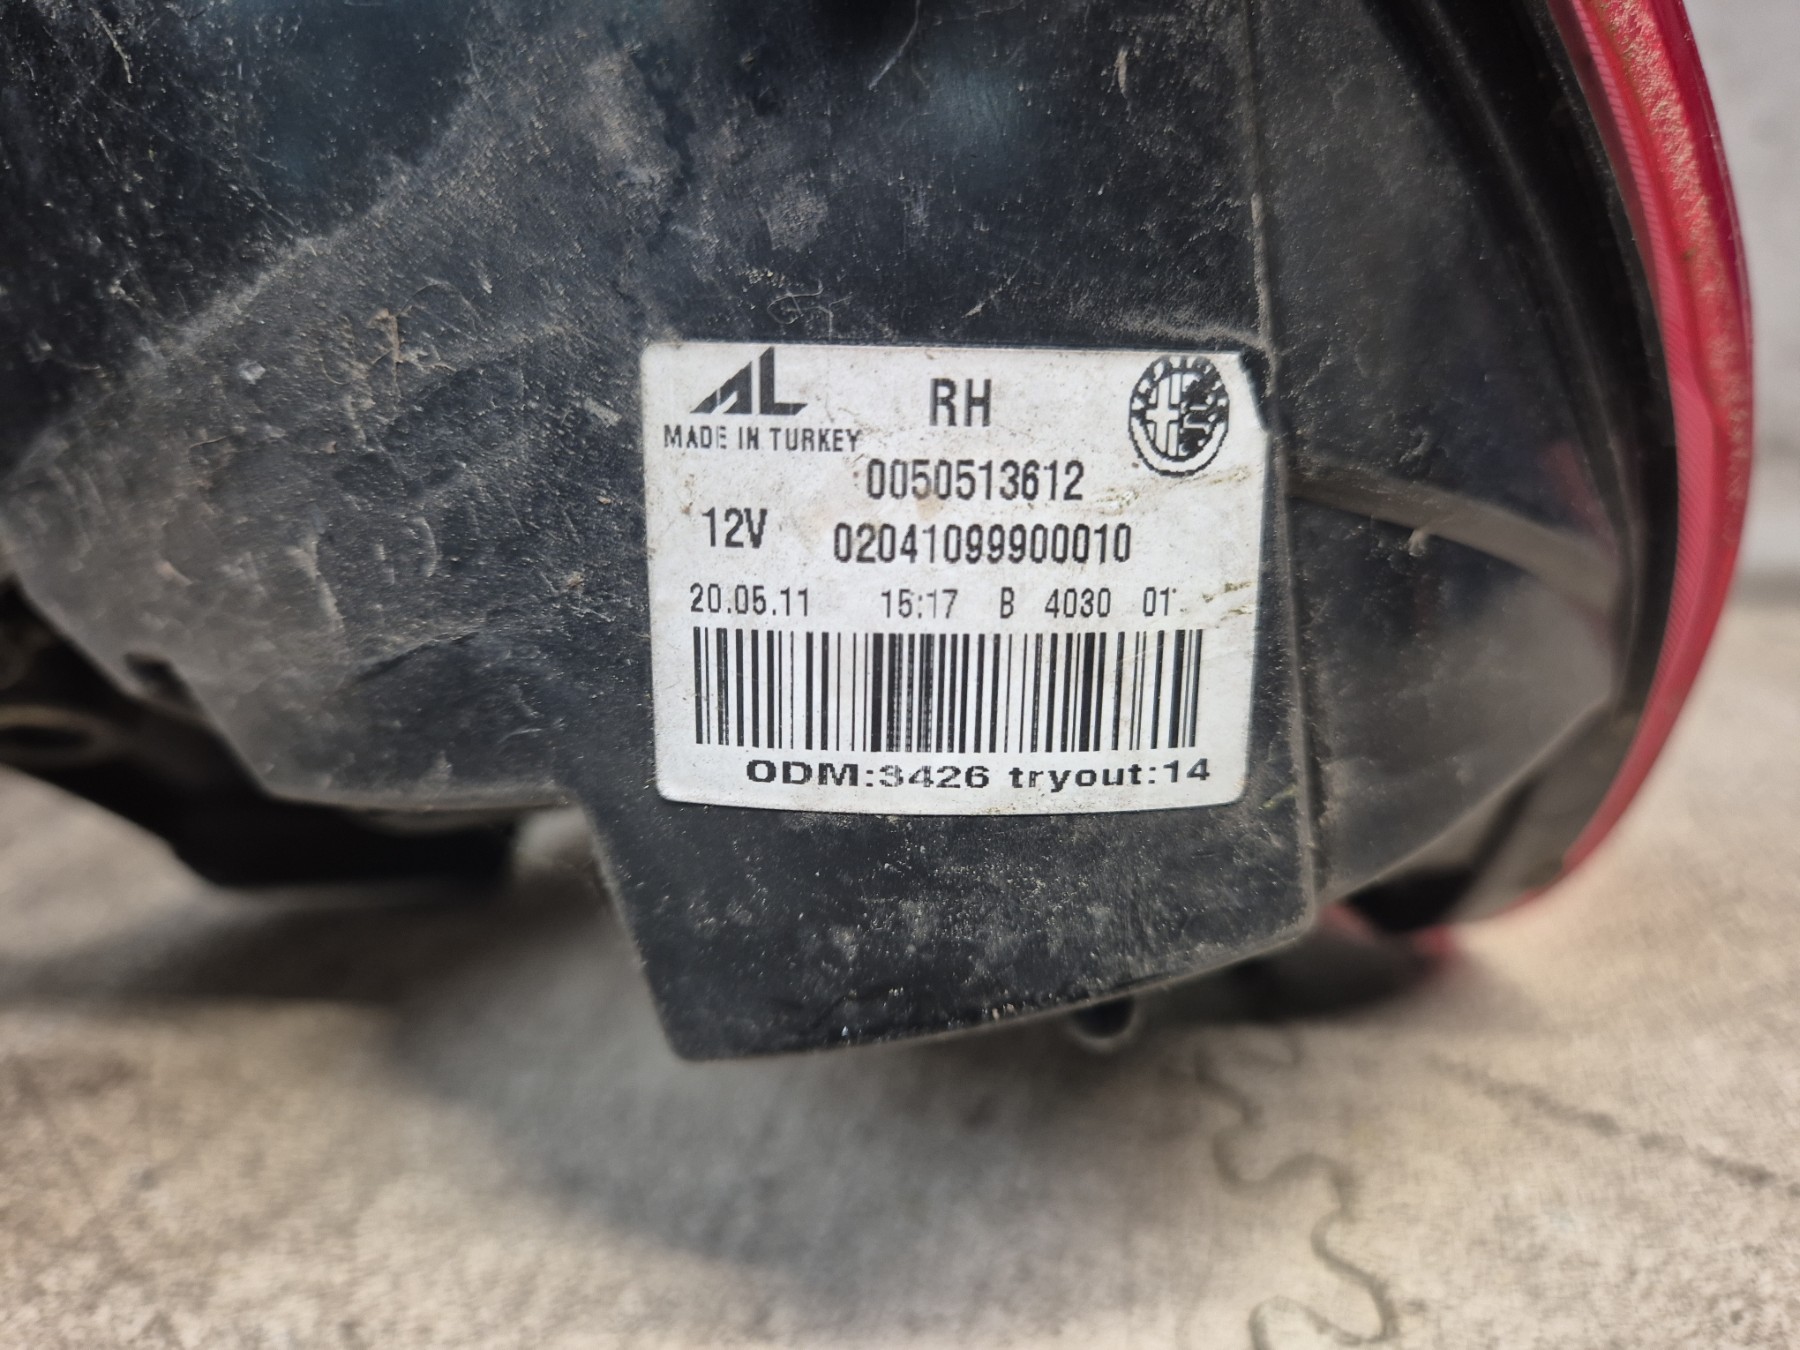 AL RH
MADE IN TURKEY
0050513612
12V 02041099900010
20.05.11 15:17 B 4030 01
ODM:3426 tryout:14